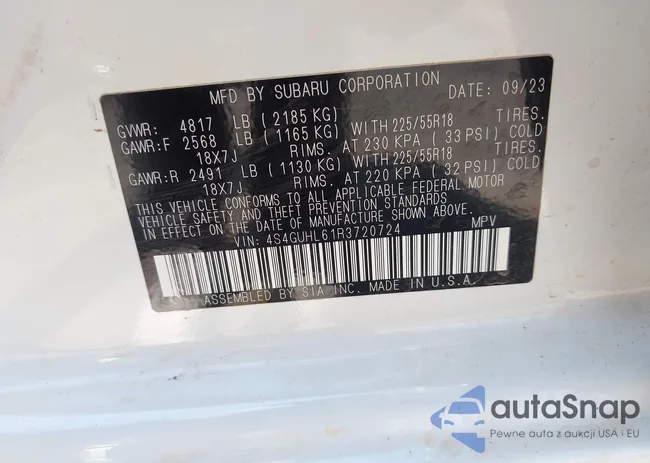 MFD BY SUBARU CORPORATION DATE: 09/23
GVWR: 4817 LB (2185 KG)
GAWR:F 2568 LB (1165 KG) WITH 225/55R18 TIRES.
18X7J RIMS. AT 230 KPA (33 PSI) COLD
GAWR:R 2491 LB (1130 KG) WITH 225/55R18 TIRES.
18X7J RIMS. AT 220 KPA (32 PSI) COLD
THIS VEHICLE CONFORMS TO ALL APPLICABLE FEDERAL MOTOR
VEHICLE SAFETY AND THEFT PREVENTION STANDARDS
IN EFFECT ON THE DATE OF MANUFACTURE SHOWN ABOVE.
VIN: 4S4GUHL61R3720724 MPV
ASSEMBLED BY SIA INC. MADE IN U.S.A.
autaSnap
Pewne auta z aukcji USA i EU